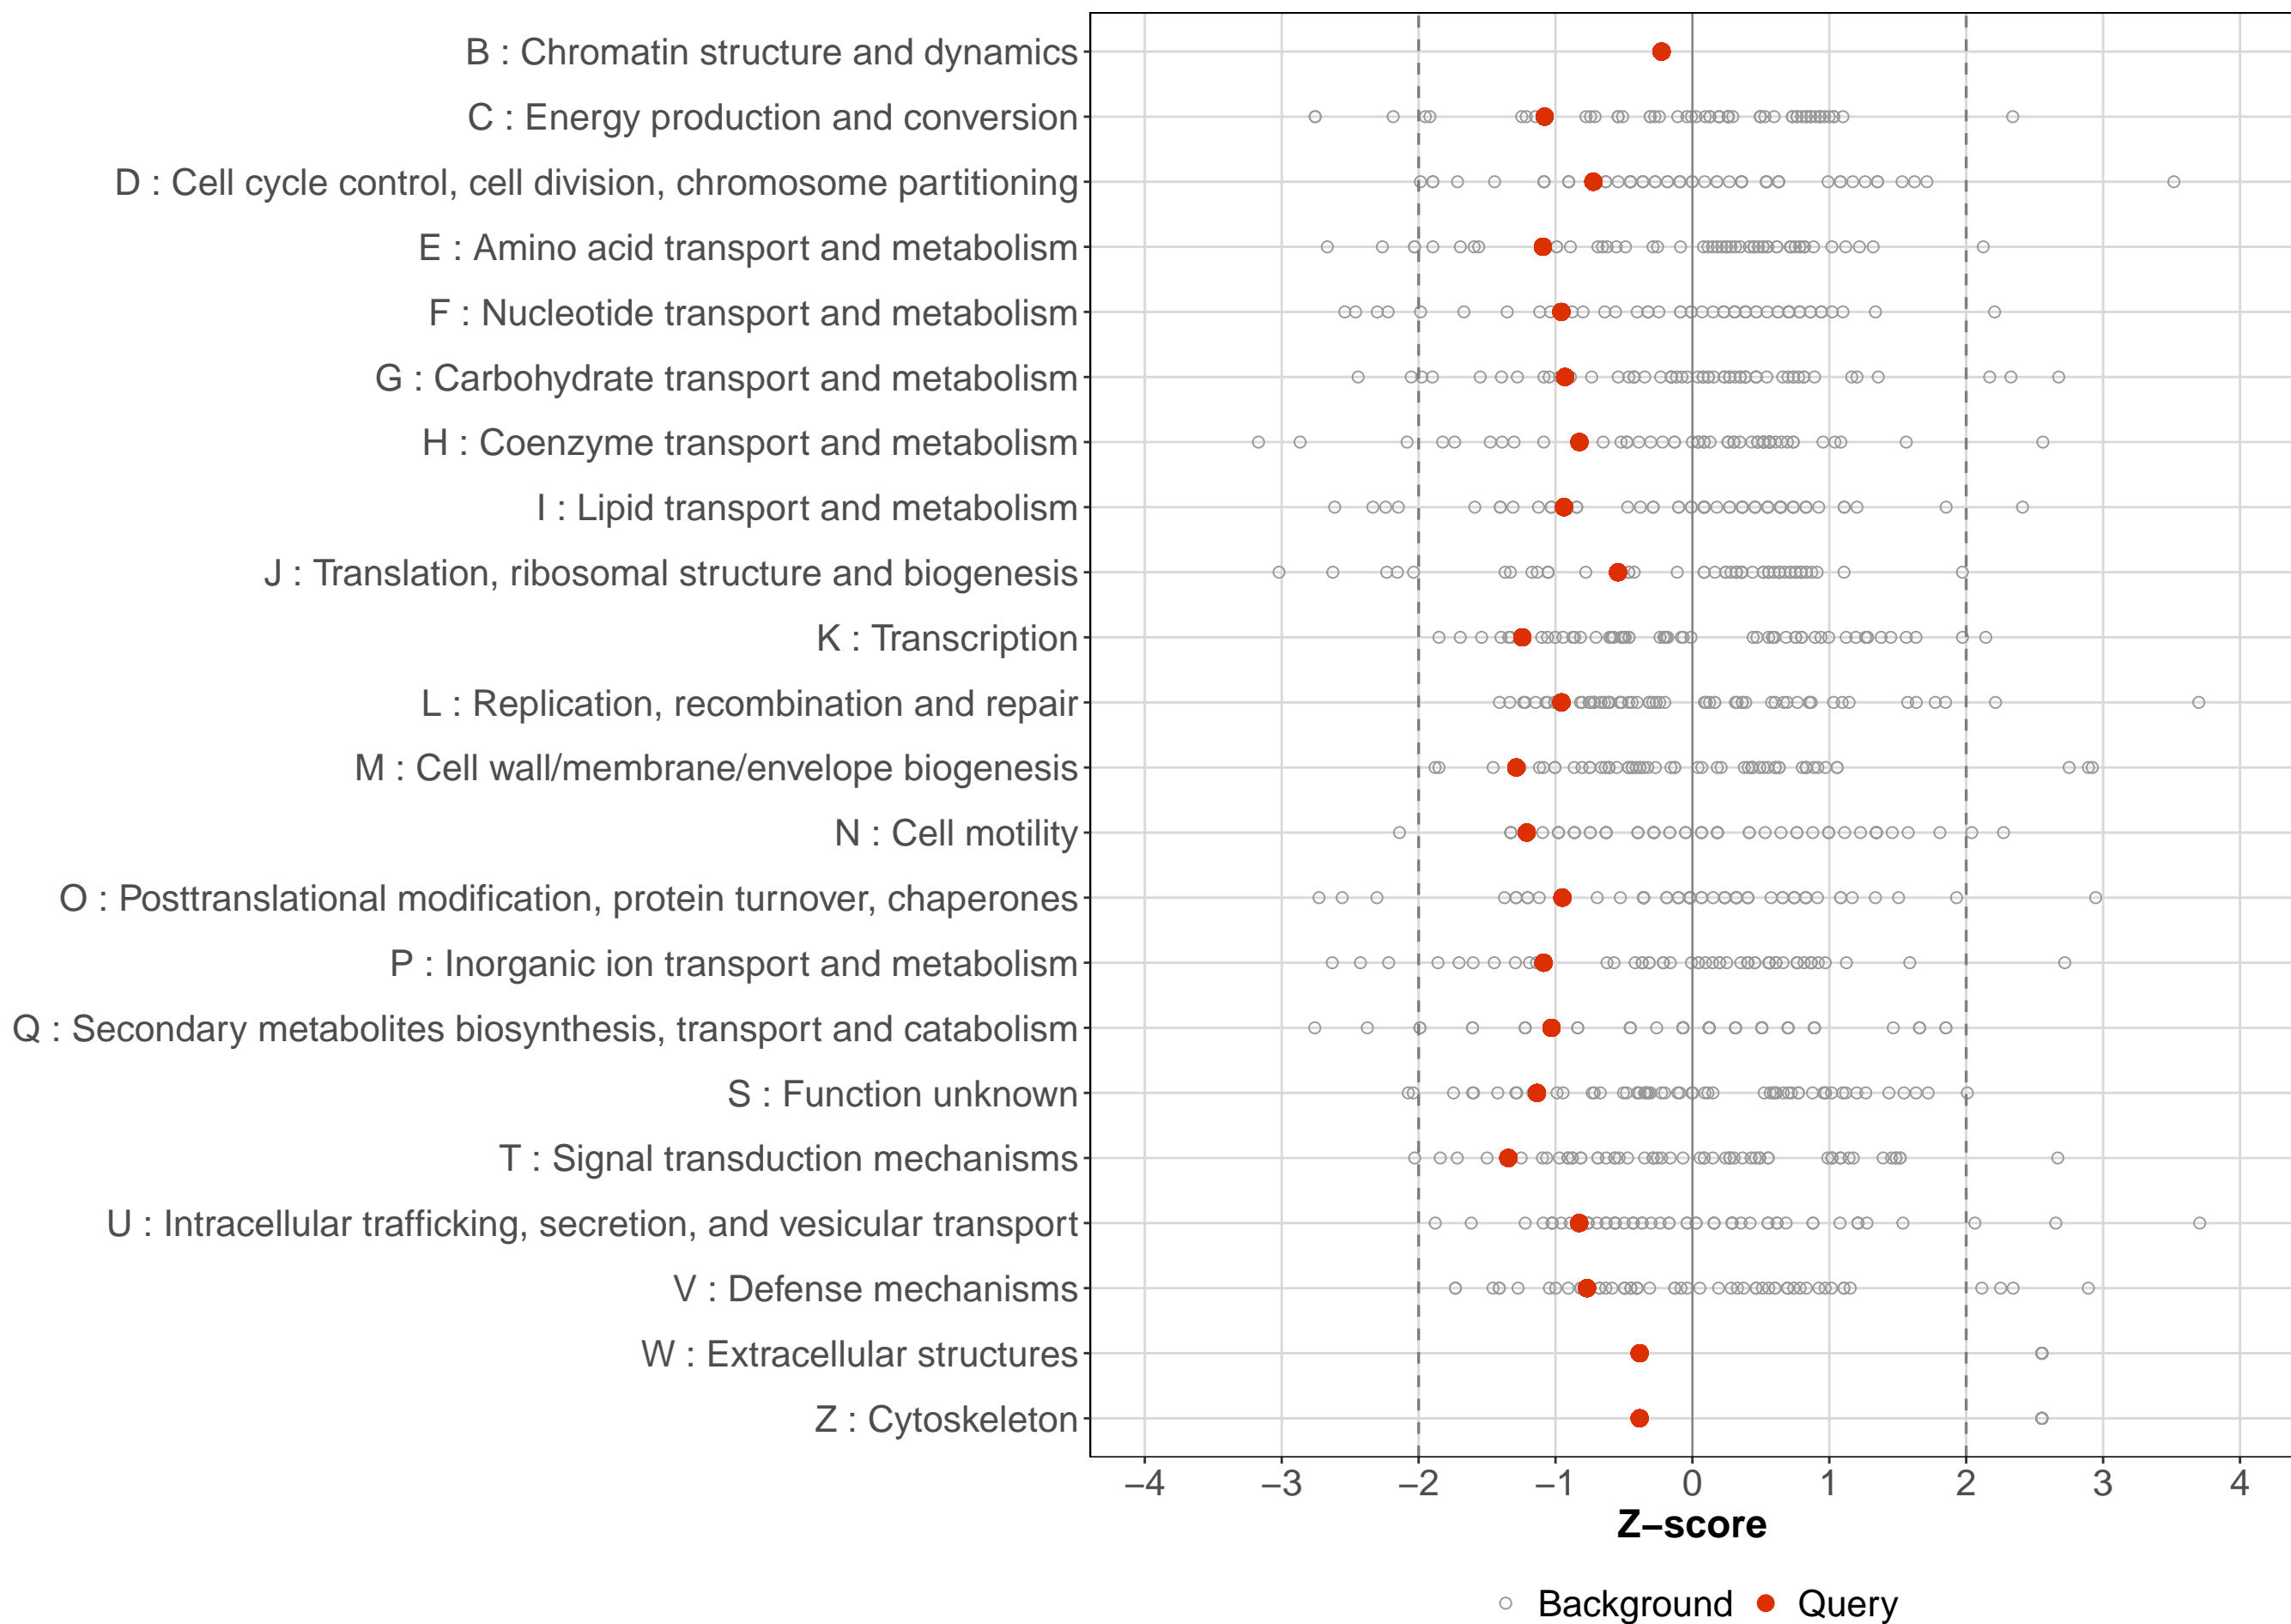 B : Chromatin structure and dynamics
C : Energy production and conversion
D : Cell cycle control, cell division, chromosome partitioning
E : Amino acid transport and metabolism
F : Nucleotide transport and metabolism
G : Carbohydrate transport and metabolism
H : Coenzyme transport and metabolism
I : Lipid transport and metabolism
J : Translation, ribosomal structure and biogenesis
K : Transcription
L : Replication, recombination and repair
M : Cell wall/membrane/envelope biogenesis
N : Cell motility
O : Posttranslational modification, protein turnover, chaperones
P : Inorganic ion transport and metabolism
Q : Secondary metabolites biosynthesis, transport and catabolism
S : Function unknown
T : Signal transduction mechanisms
U : Intracellular trafficking, secretion, and vesicular transport
V : Defense mechanisms
W : Extracellular structures
Z : Cytoskeleton
−4 −3 −2 −1 0 1 2 3 4
Z−score
Background Query